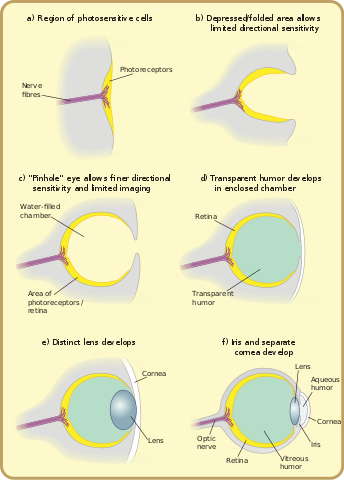 a) Region of photosensitive cells
Photoreceptors
Nerve
fibres
b) Depressed/folded area allows
limited directional sensitivity
c) "Pinhole" eye allows finer directional
sensitivity and limited imaging
Water-filled
chamber
Area of
photoreceptors/
retina
d) Transparent humor develops
in enclosed chamber
Retina
Transparent
humor
e) Distinct lens develops
Cornea
Lens
f) Iris and separate
cornea develop
Lens
Aqueous
humor
Cornea
Iris
Optic
nerve
Retina
Vitreous
humor